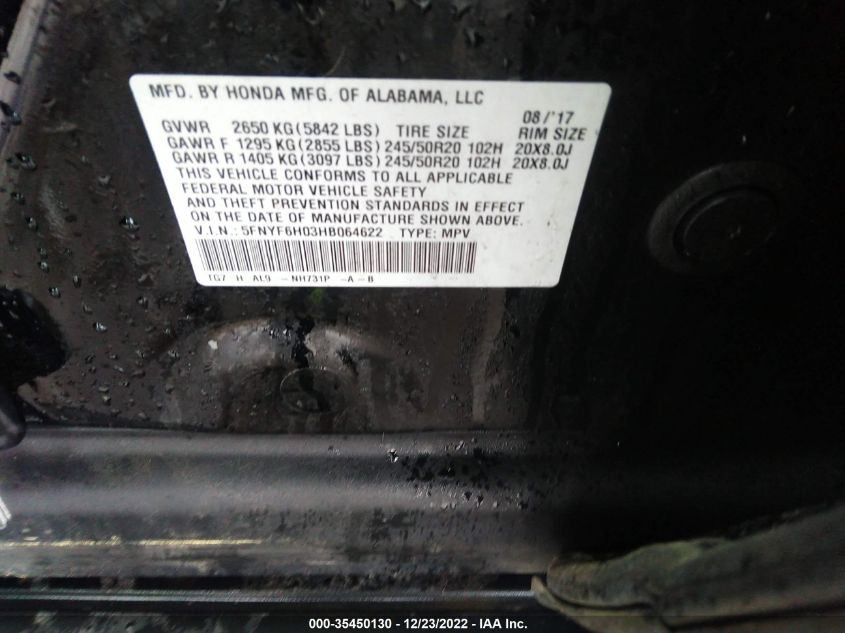 MFD. BY HONDA MFG. OF ALABAMA, LLC
08/'17
GVWR 2650 KG(5842 LBS) TIRE SIZE RIM SIZE
GAWR F 1295 KG(2855 LBS)245/50R20 102H 20X8.0J
GAWR R 1405 KG(3097 LBS)245/50R20 102H 20X8.0J
THIS VEHICLE CONFORMS TO ALL APPLICABLE
FEDERAL MOTOR VEHICLE SAFETY
AND THEFT PREVENTION STANDARDS IN EFFECT
ON THE DATE OF MANUFACTURE SHOWN ABOVE.
V.I.N.: 5FNYF6H03HB064622 TYPE: MPV
TG7 H AL9 -NH731P -A-B
000-35450130 - 12/23/2022 - IAA Inc.